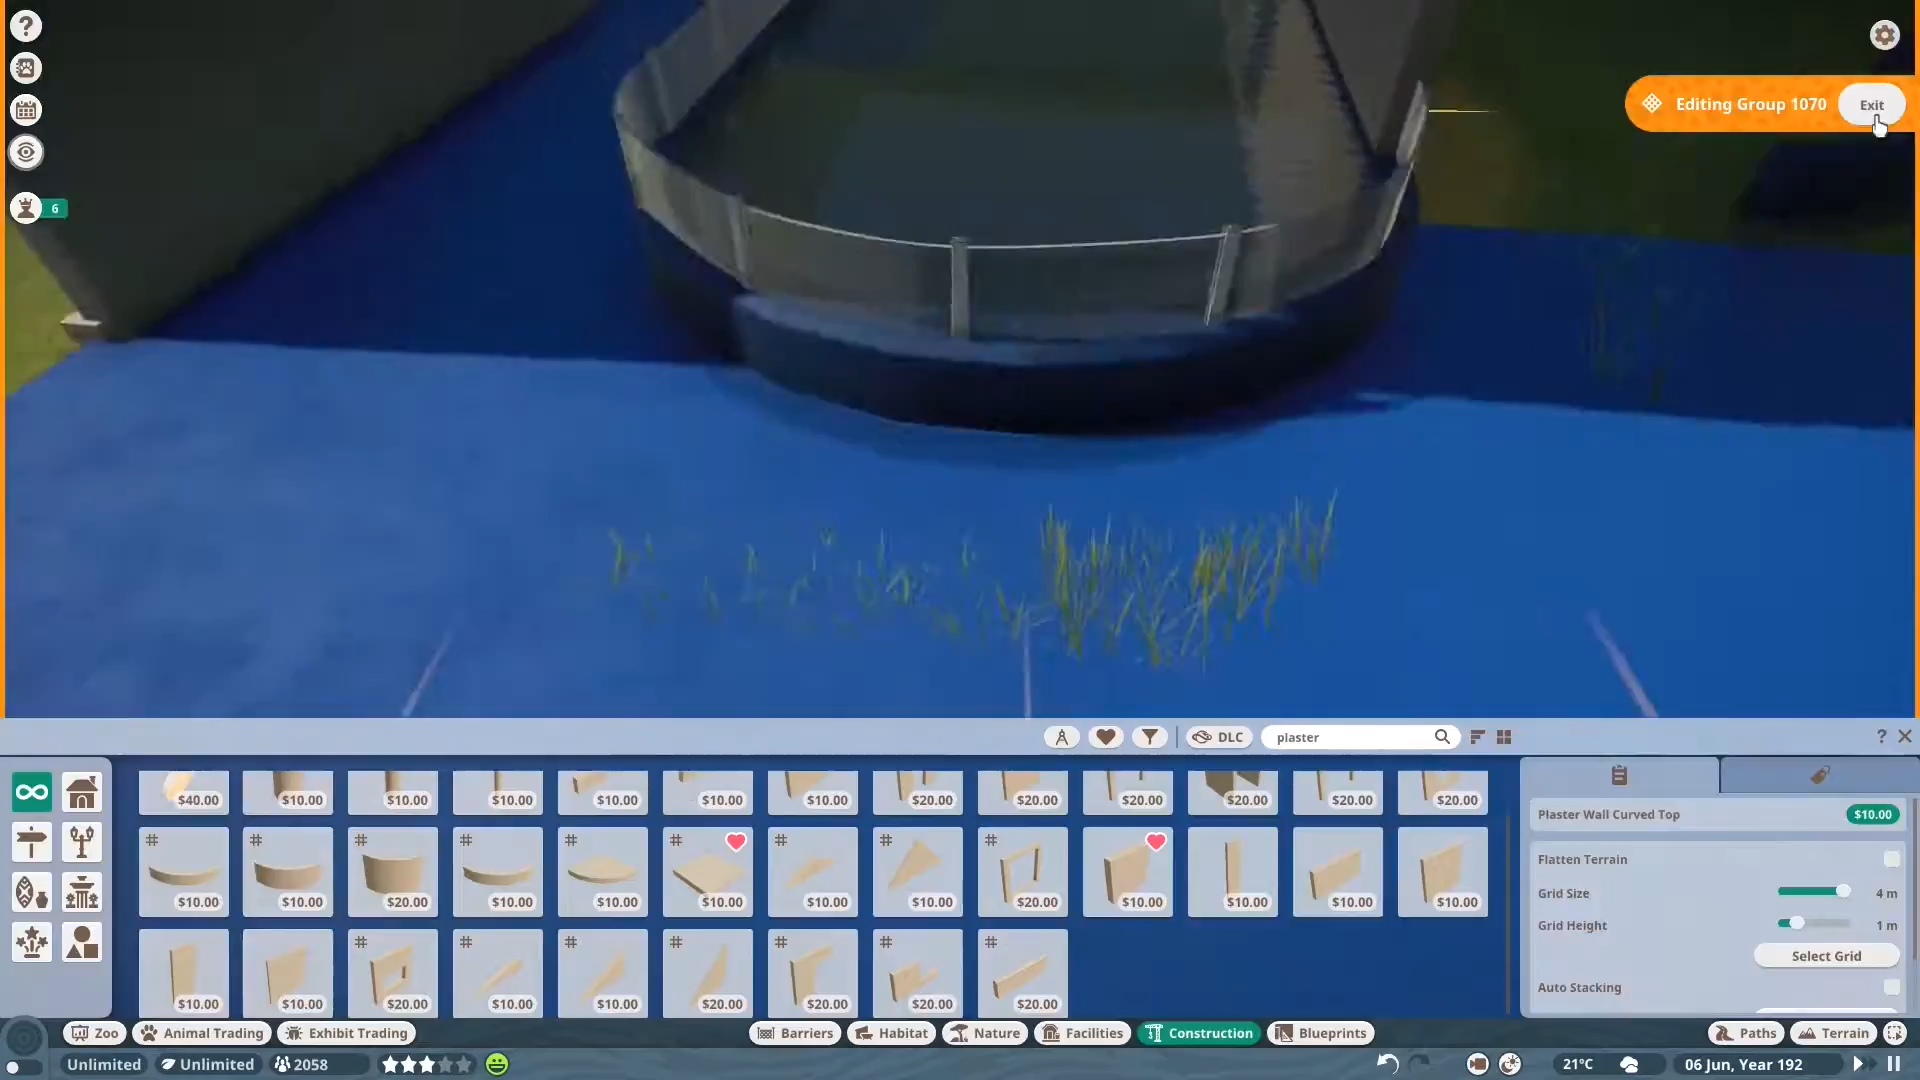 ?
Editing Group 1070
Exit
6
DLC
plaster
?
$40.00
$10.00
$10.00
$10.00
$10.00
$10.00
$10.00
$20.00
$20.00
$20.00
$20.00
$20.00
$20.00
$10.00
$10.00
$20.00
$10.00
$10.00
$10.00
$10.00
$10.00
$20.00
$10.00
$10.00
$10.00
$10.00
$10.00
$10.00
$20.00
$10.00
$10.00
$20.00
$20.00
$20.00
$20.00
Plaster Wall Curved Top
$10.00
Flatten Terrain
Grid Size
4 m
Grid Height
1 m
Select Grid
Auto Stacking
Zoo
Animal Trading
Exhibit Trading
Barriers
Habitat
Nature
Facilities
Construction
Blueprints
Paths
Terrain
Unlimited
Unlimited
2058
21°C
06 Jun, Year 192